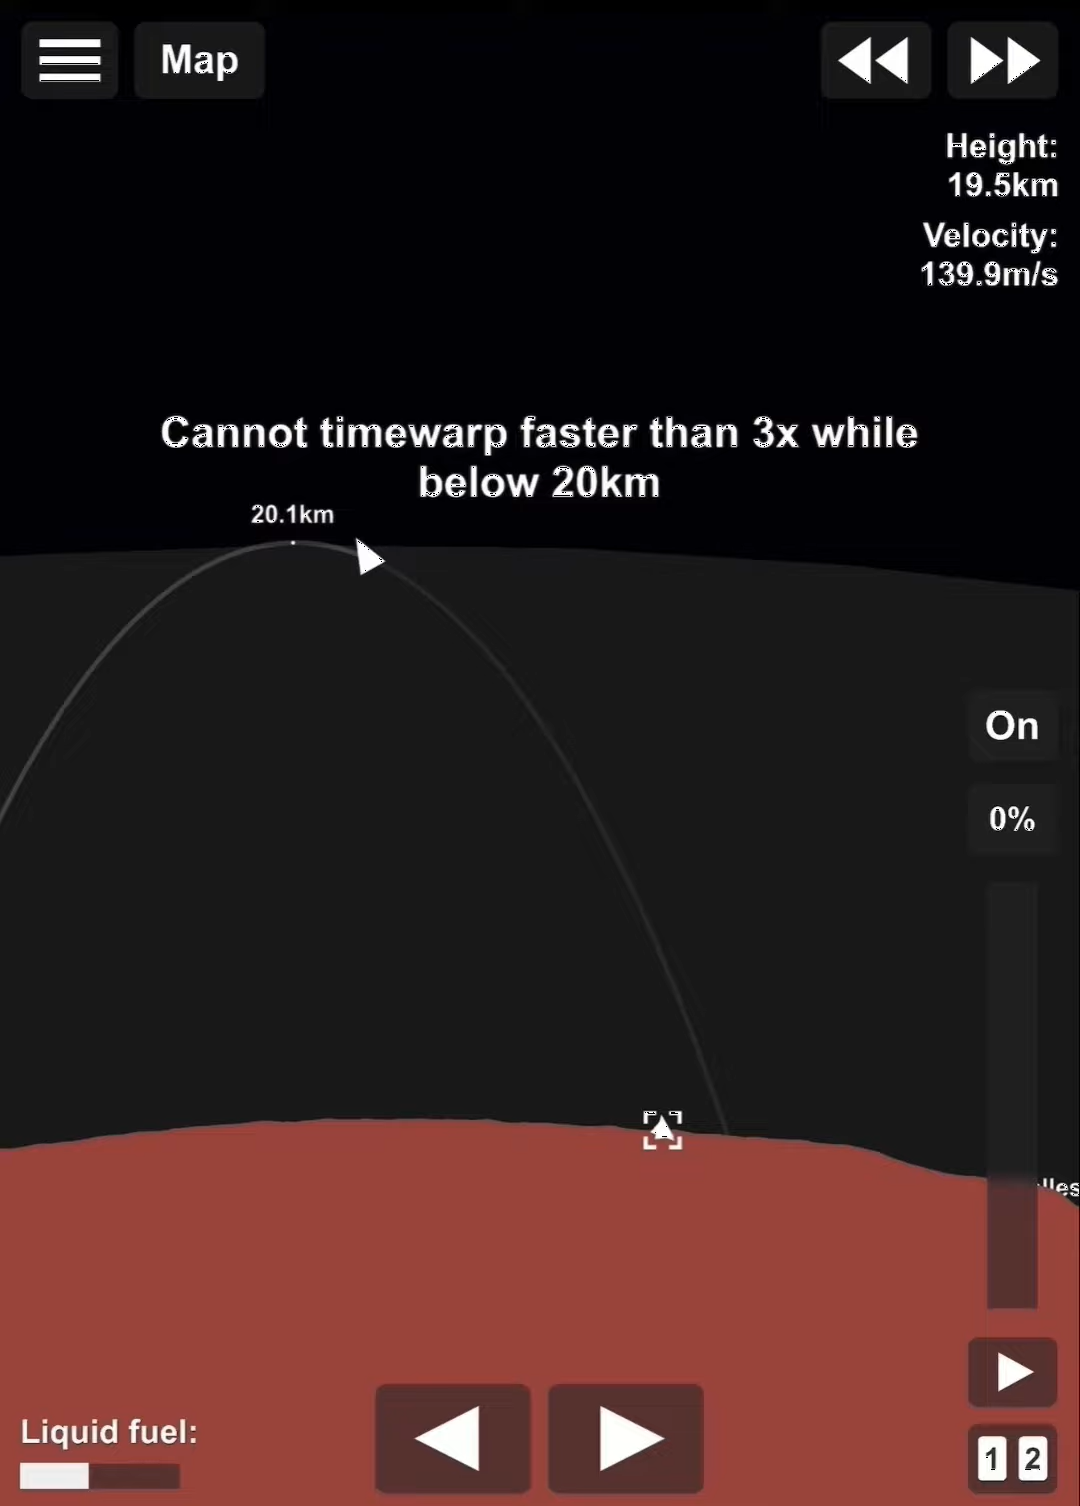 Map
Height:
19.5km
Velocity:
139.9m/s
Cannot timewarp faster than 3x while
below 20km
20.1km
On
0%
Liquid fuel:
1 2